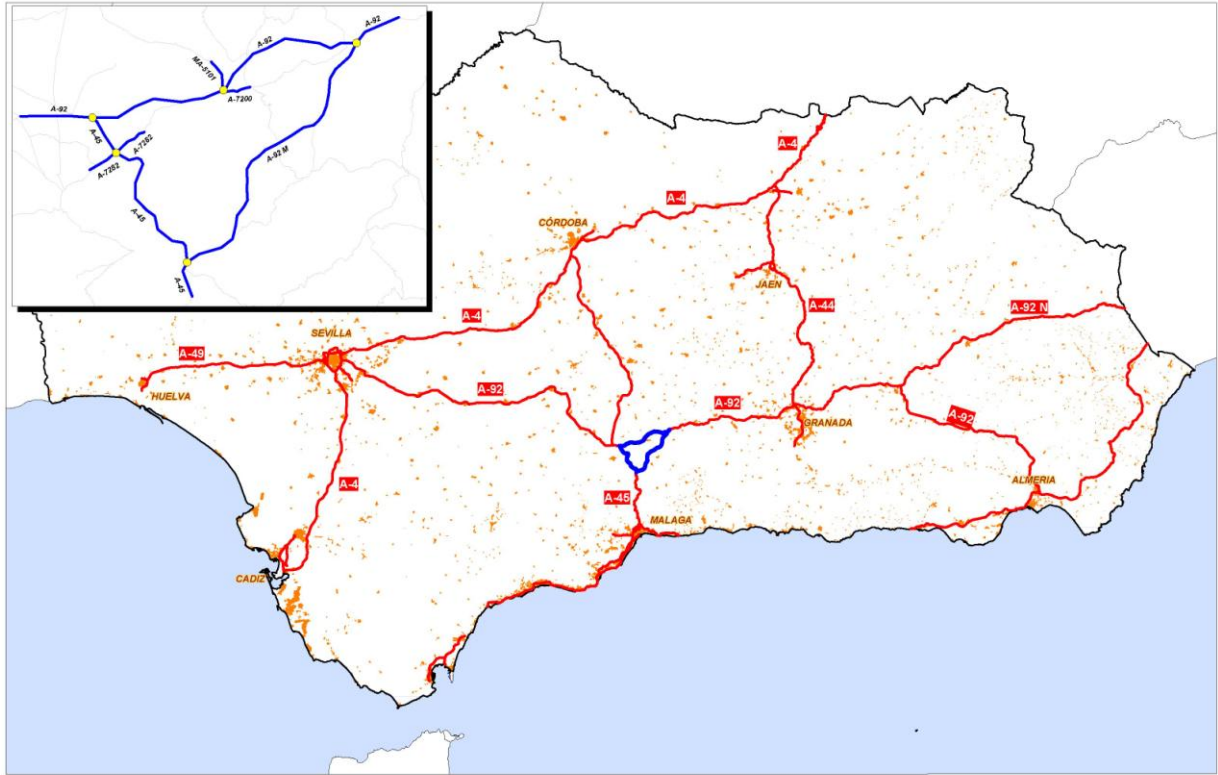 A-92
A-92
MA-5101
A-7200
A-92
A-45
A-7282
A-7282
A-92 M
A-45
A-45
A-4
A-4
CÓRDOBA
JAEN
A-44
A-92 N
A-4
SEVILLA
A-49
HUELVA
A-92
A-92
GRANADA
A-92
A-4
A-45
ALMERIA
MALAGA
CADIZ